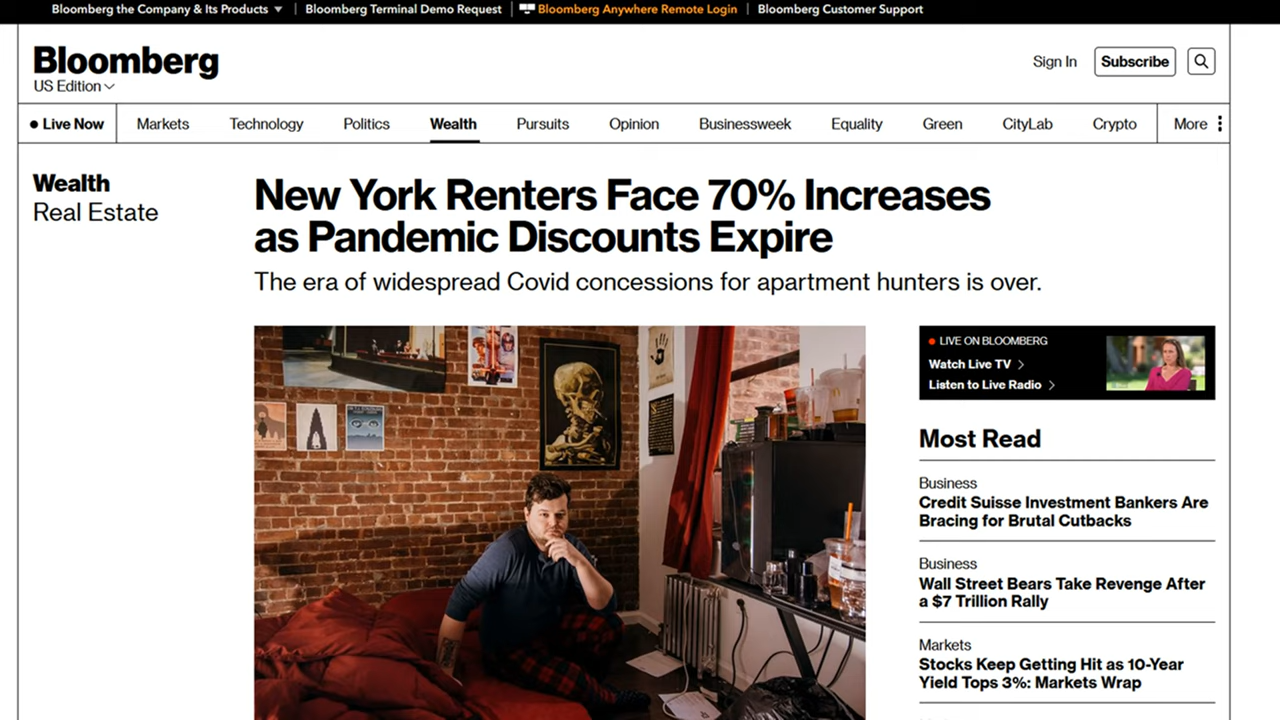 Bloomberg the Company & Its Products
Bloomberg Terminal Demo Request
Bloomberg Anywhere Remote Login
Bloomberg Customer Support
Bloomberg
US Edition
Sign In
Subscribe
Live Now
Markets
Technology
Politics
Wealth
Pursuits
Opinion
Businessweek
Equality
Green
CityLab
Crypto
More
Wealth
Real Estate
New York Renters Face 70% Increases
as Pandemic Discounts Expire
The era of widespread Covid concessions for apartment hunters is over.
LIVE ON BLOOMBERG
Watch Live TV
Listen to Live Radio
Most Read
Business
Credit Suisse Investment Bankers Are
Bracing for Brutal Cutbacks
Business
Wall Street Bears Take Revenge After
a $7 Trillion Rally
Markets
Stocks Keep Getting Hit as 10-Year
Yield Tops 3%: Markets Wrap